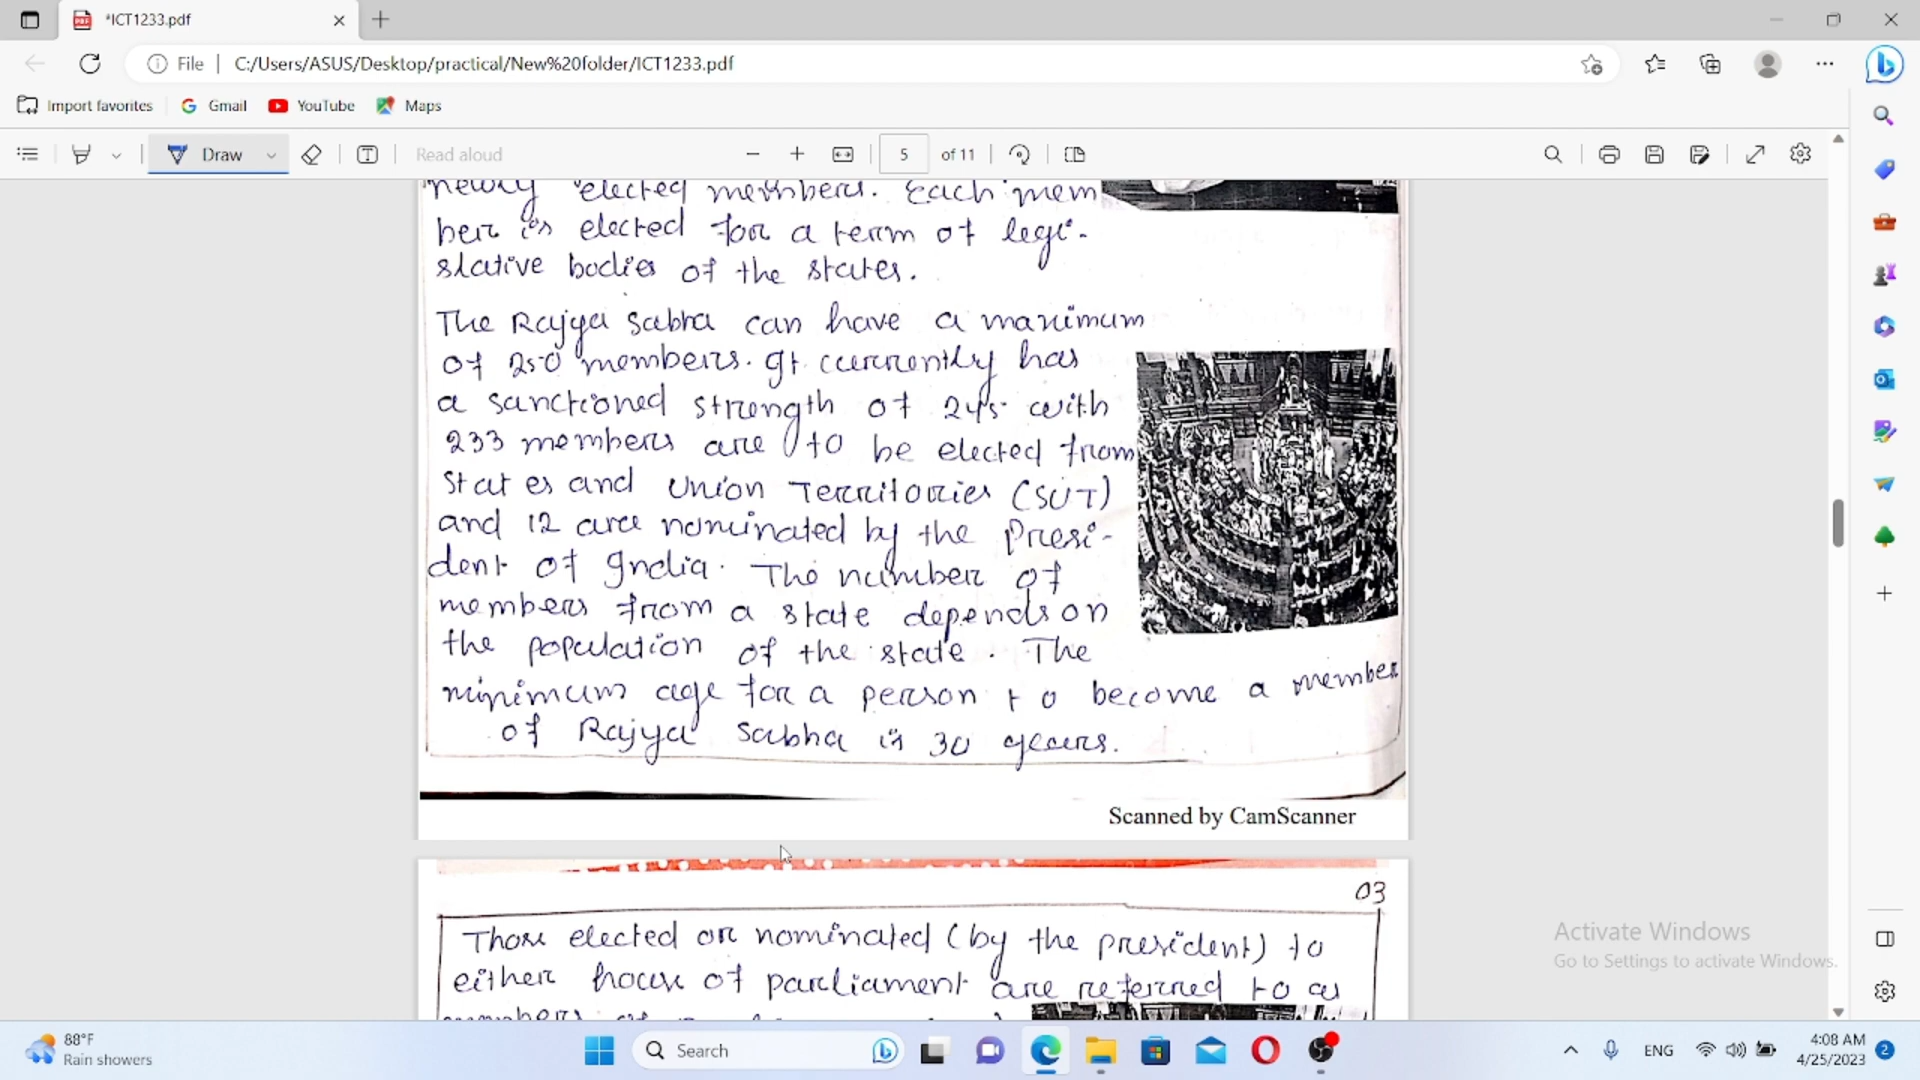 *ICT1233.pdf
File
C:/Users/ASUS/Desktop/practical/New%20folder/ICT1233.pdf
Import favorites
Gmail
YouTube
Maps
Draw
Read aloud
5
of 11
newly elected members. Each mem
ber is elected for a term of legi-
slative bodies of the states.
The Rajya Sabha can have a maximum
of 250 members. It currently has
a sanctioned strength of 245 with
233 members are to be elected from
States and Union Territories (SUT)
and 12 are nominated by the Presi-
dent of India. The number of
members from a state depends on
the population of the state. The
minimum age for a person to become a member
of Rajya Sabha is 30 years.
Scanned by CamScanner
03
Those elected or nominated (by the president) to
either house of parliament are referred to as
members
Activate Windows
Go to Settings to activate Windows.
88°F
Rain showers
Search
ENG
4:08 AM
4/25/2023
2